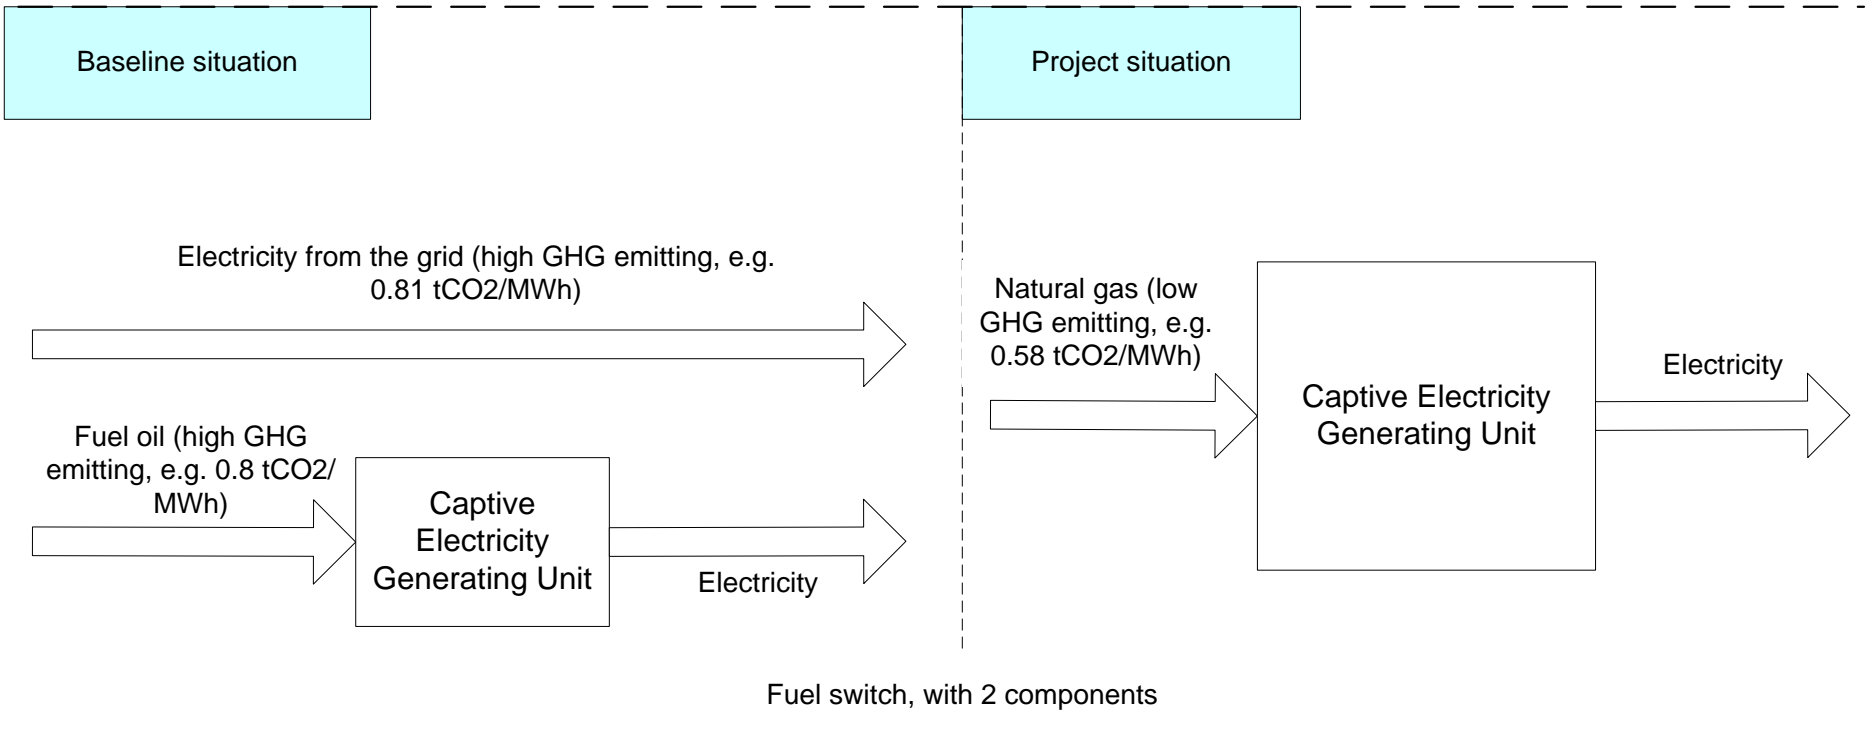 Baseline situation
Project situation
Electricity from the grid (high GHG emitting, e.g.
0.81 tCO2/MWh)
Fuel oil (high GHG
emitting, e.g. 0.8 tCO2/
MWh)
Captive
Electricity
Generating Unit
Electricity
Natural gas (low
GHG emitting, e.g.
0.58 tCO2/MWh)
Captive Electricity
Generating Unit
Electricity
Fuel switch, with 2 components